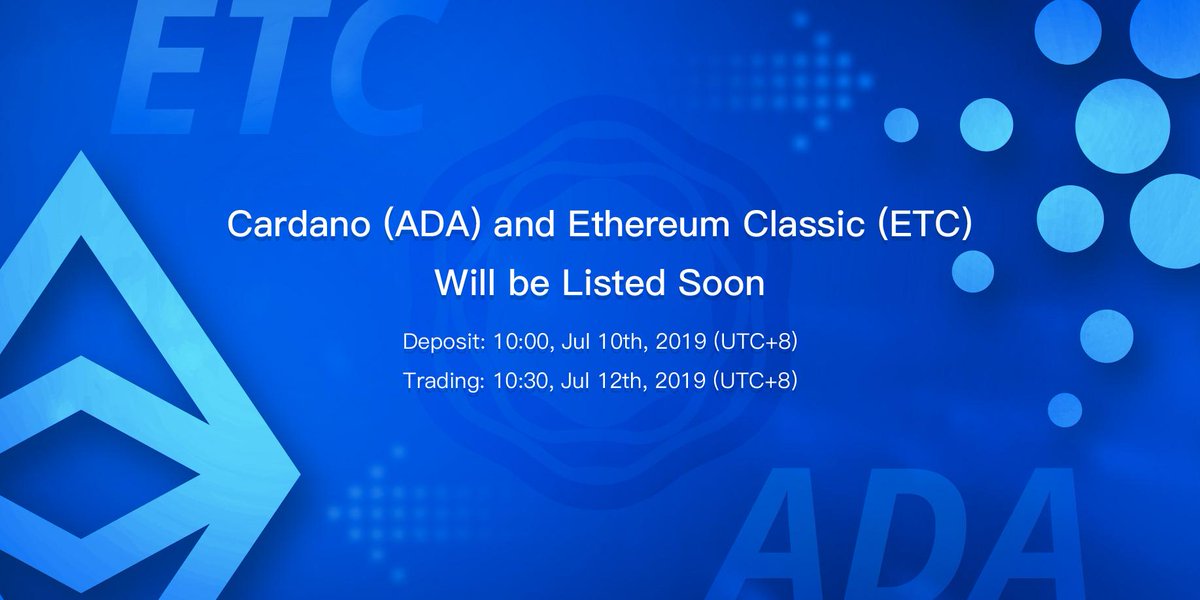 ETC
Cardano (ADA) and Ethereum Classic (ETC)
Will be Listed Soon
Deposit: 10:00, Jul 10th, 2019 (UTC+8)
Trading: 10:30, Jul 12th, 2019 (UTC+8)
ADA